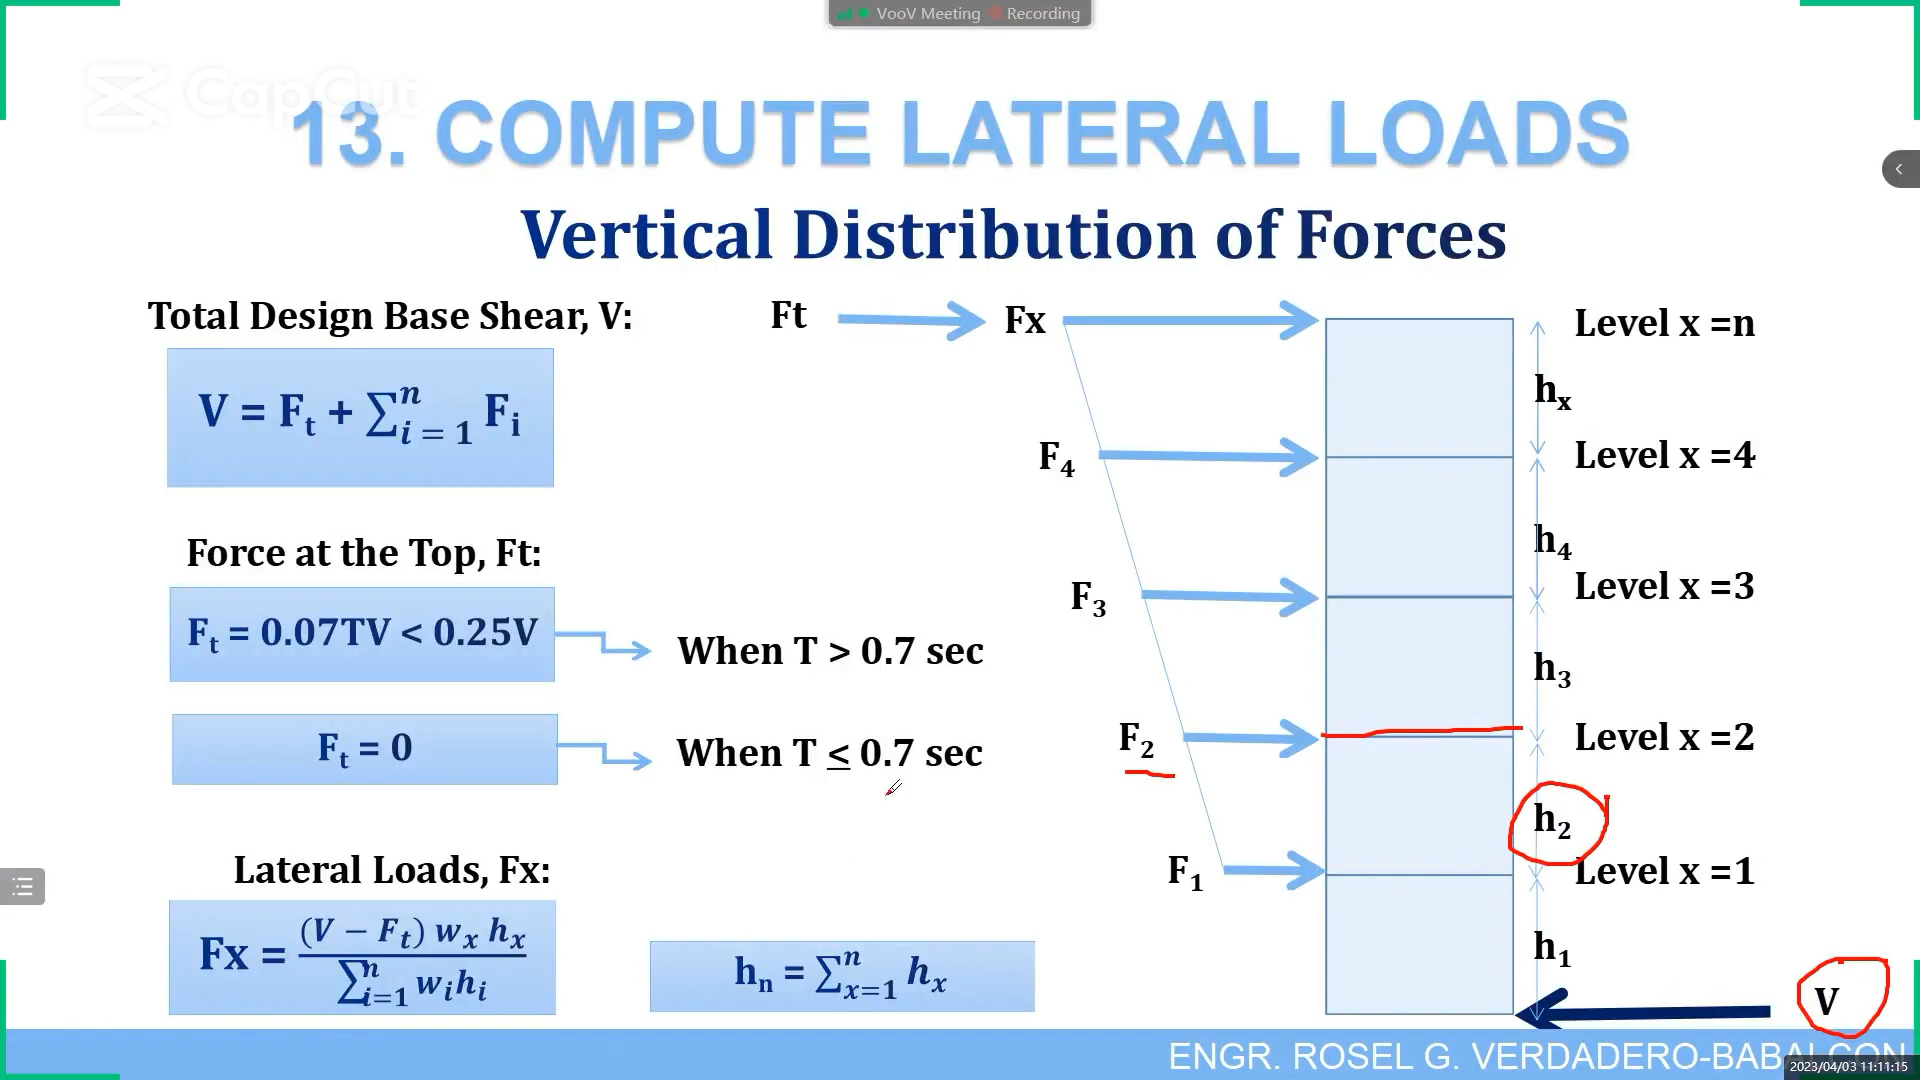 VooV Meeting Recording
CapCut
13. COMPUTE LATERAL LOADS
Vertical Distribution of Forces
Total Design Base Shear, V:
V = Fₜ + ∑ⁿᵢ₌₁ Fᵢ
Force at the Top, Ft:
Fₜ = 0.07TV < 0.25V
When T > 0.7 sec
Fₜ = 0
When T ≤ 0.7 sec
Lateral Loads, Fx:
Fx = (V − Fₜ) wₓ hₓ / ∑ⁿᵢ₌₁ wᵢhᵢ
hₙ = ∑ⁿₓ₌₁ hₓ
Ft
Fx
Level x =n
hₓ
F₄
Level x =4
h₄
F₃
Level x =3
h₃
F₂
Level x =2
h₂
F₁
Level x =1
h₁
V
ENGR. ROSEL G. VERDADERO-BABALCON
2023/04/03 11:11:15